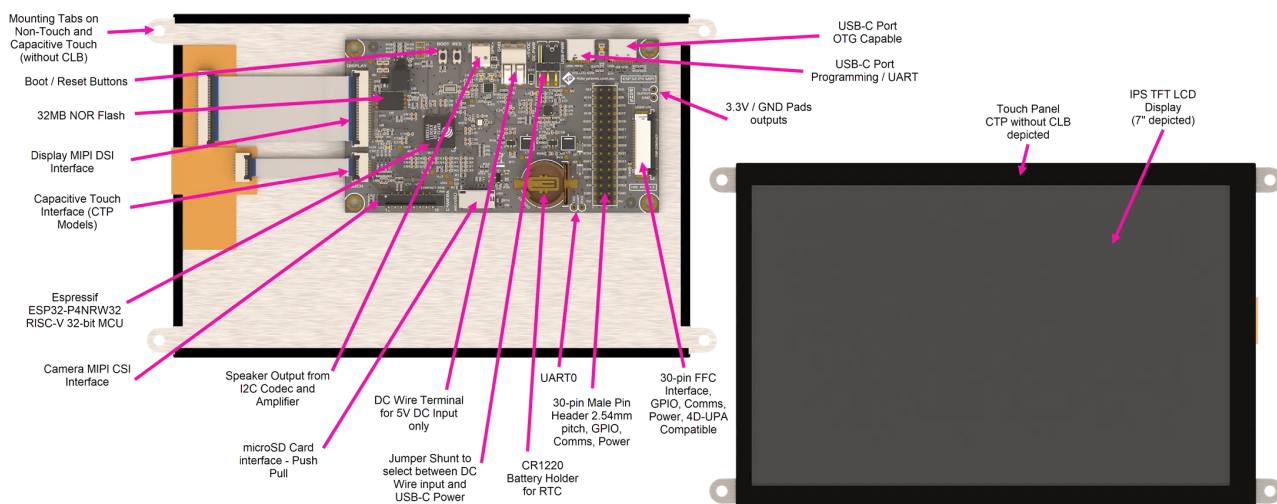 Mounting Tabs on
Non-Touch and
Capacitive Touch
(without CLB)
Boot / Reset Buttons
32MB NOR Flash
Display MIPI DSI
Interface
Capacitive Touch
Interface (CTP
Models)
Espressif
ESP32-P4NRW32
RISC-V 32-bit MCU
Camera MIPI CSI
Interface
Speaker Output from
I2C Codec and
Amplifier
microSD Card
interface - Push
Pull
DC Wire Terminal
for 5V DC Input
only
Jumper Shunt to
select between DC
Wire input and
USB-C Power
CR1220
Battery Holder
for RTC
UART0
30-pin Male Pin
Header 2.54mm
pitch, GPIO,
Comms, Power
30-pin FFC
Interface,
GPIO, Comms,
Power, 4D-UPA
Compatible
USB-C Port
OTG Capable
USB-C Port
Programming / UART
3.3V / GND Pads
outputs
Touch Panel
CTP without CLB
depicted
IPS TFT LCD
Display
(7" depicted)
BOOT RES
DISPLAY